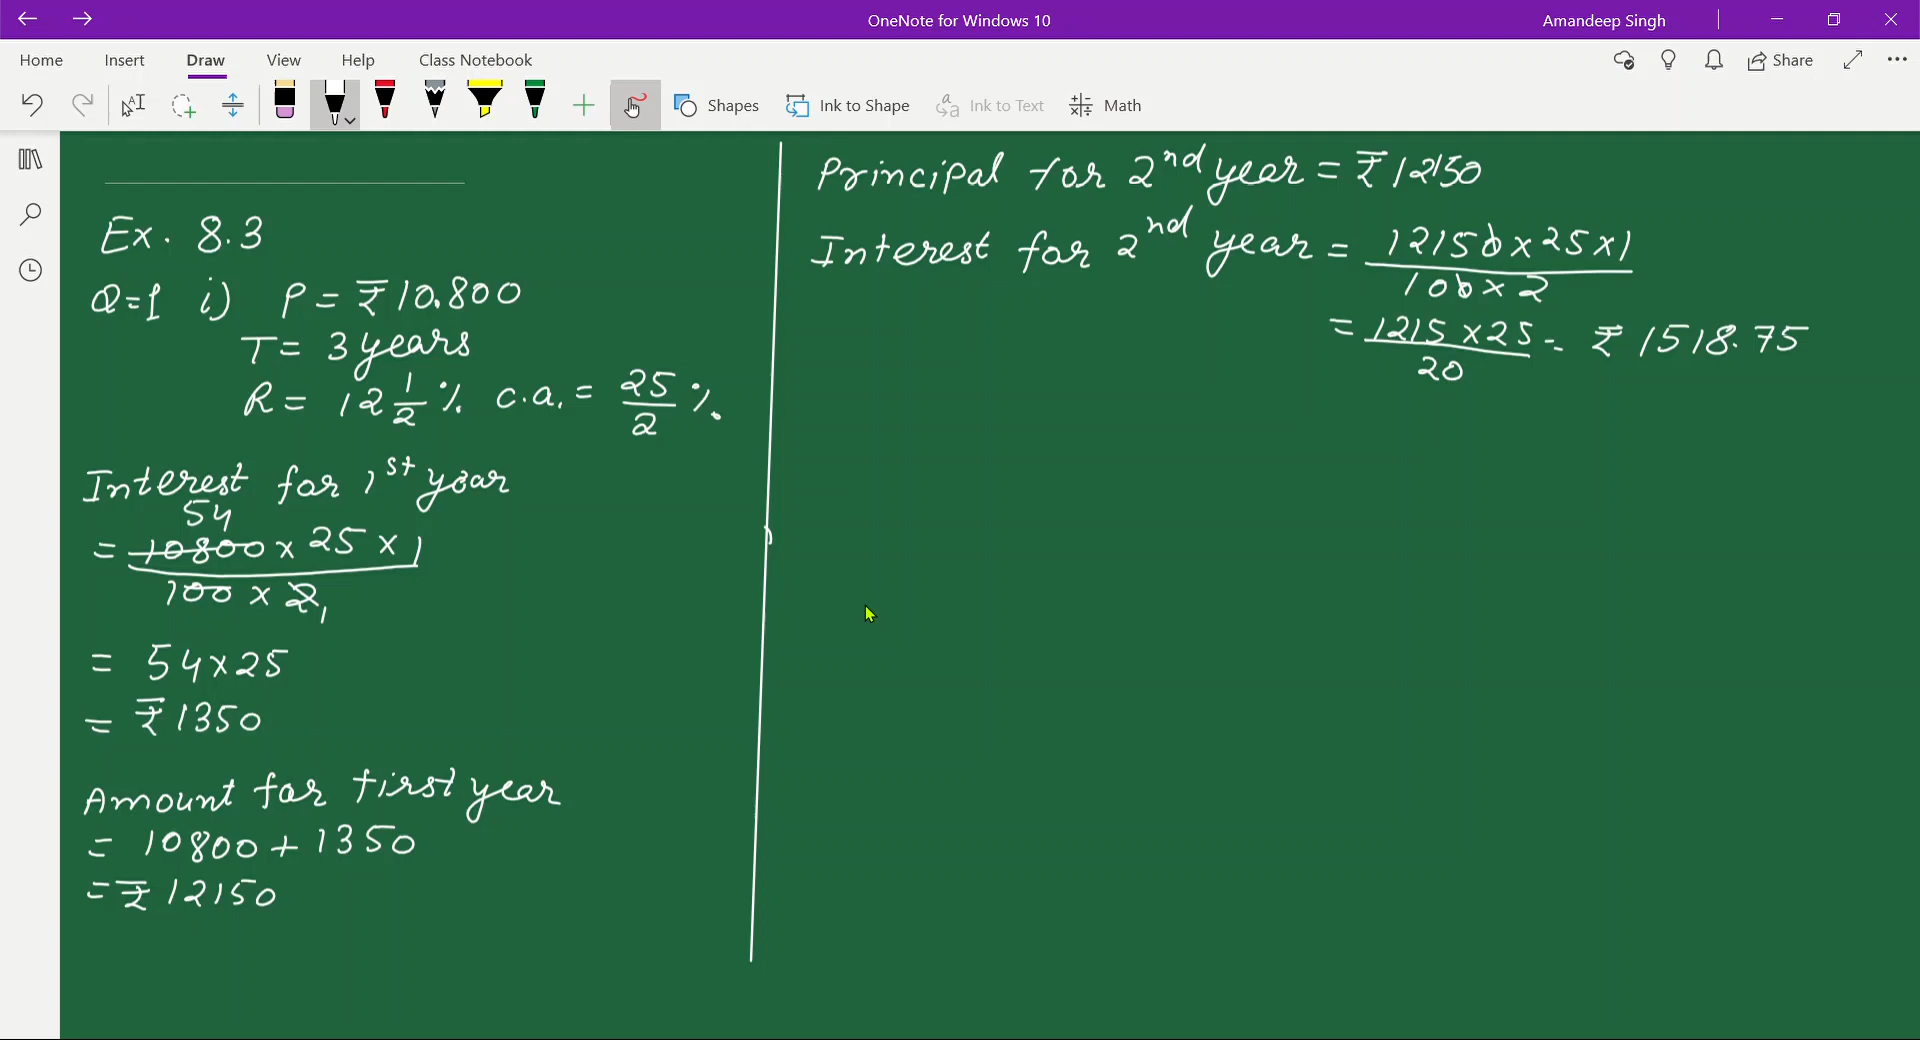 OneNote for Windows 10
Amandeep Singh
Home Insert Draw View Help Class Notebook
Share
Shapes Ink to Shape Ink to Text Math
Ex. 8.3
Q=1 i) P = ₹10.800
T = 3 years
R = 12 1/2 % c.a. = 25/2 %.
Interest for 1st year
54
= 10800 x 25 x 1
100 x 2 1
= 54x25
= ₹1350
Amount for first year
= 10800 + 1350
= ₹12150
Principal for 2nd year = ₹12150
Interest for 2nd year = 12150 x 25 x 1
100 x 2
= 1215 x 25 - ₹ 1518.75
20